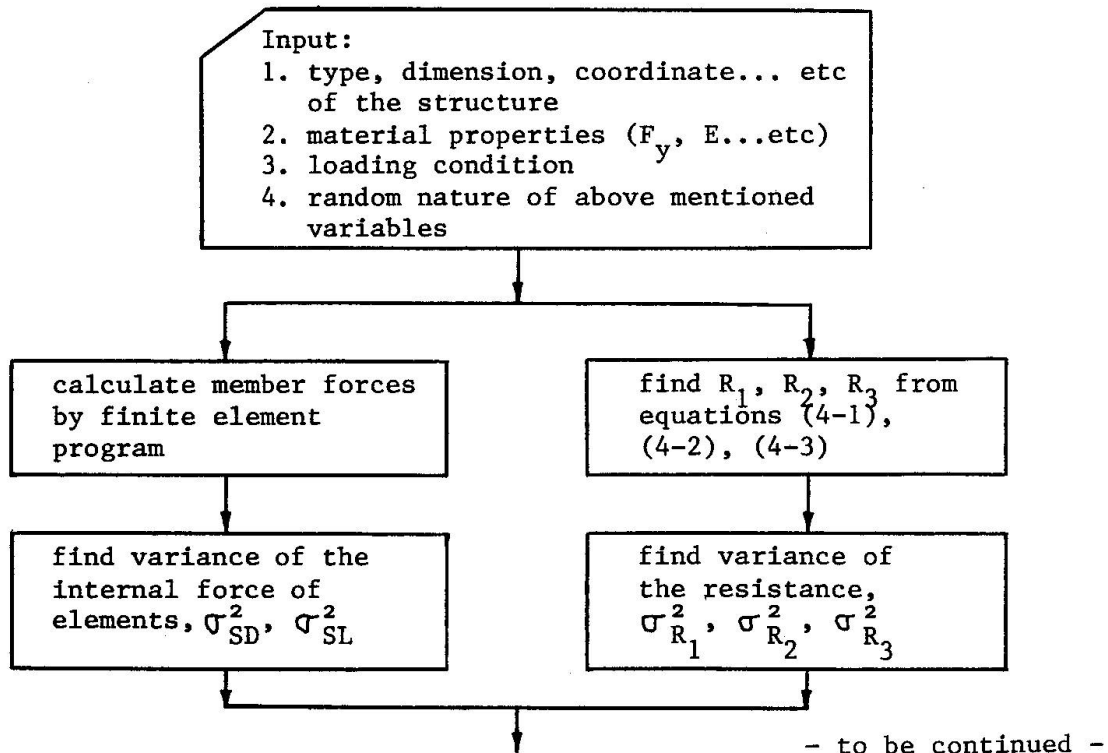 Input:
1. type, dimension, coordinate... etc
of the structure
2. material properties (F_y, E...etc)
3. loading condition
4. random nature of above mentioned
variables
calculate member forces
by finite element
program
find R_1, R_2, R_3 from
equations (4-1),
(4-2), (4-3)
find variance of the
internal force of
elements, σ²_SD, σ²_SL
find variance of
the resistance,
σ²_R_1, σ²_R_2, σ²_R_3
- to be continued -